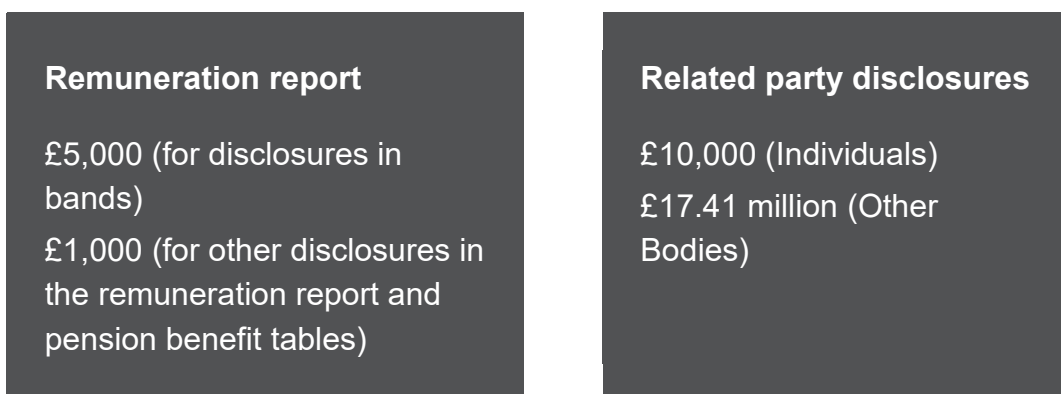 Remuneration report
£5,000 (for disclosures in
bands)
£1,000 (for other disclosures in
the remuneration report and
pension benefit tables)
Related party disclosures
£10,000 (Individuals)
£17.41 million (Other
Bodies)